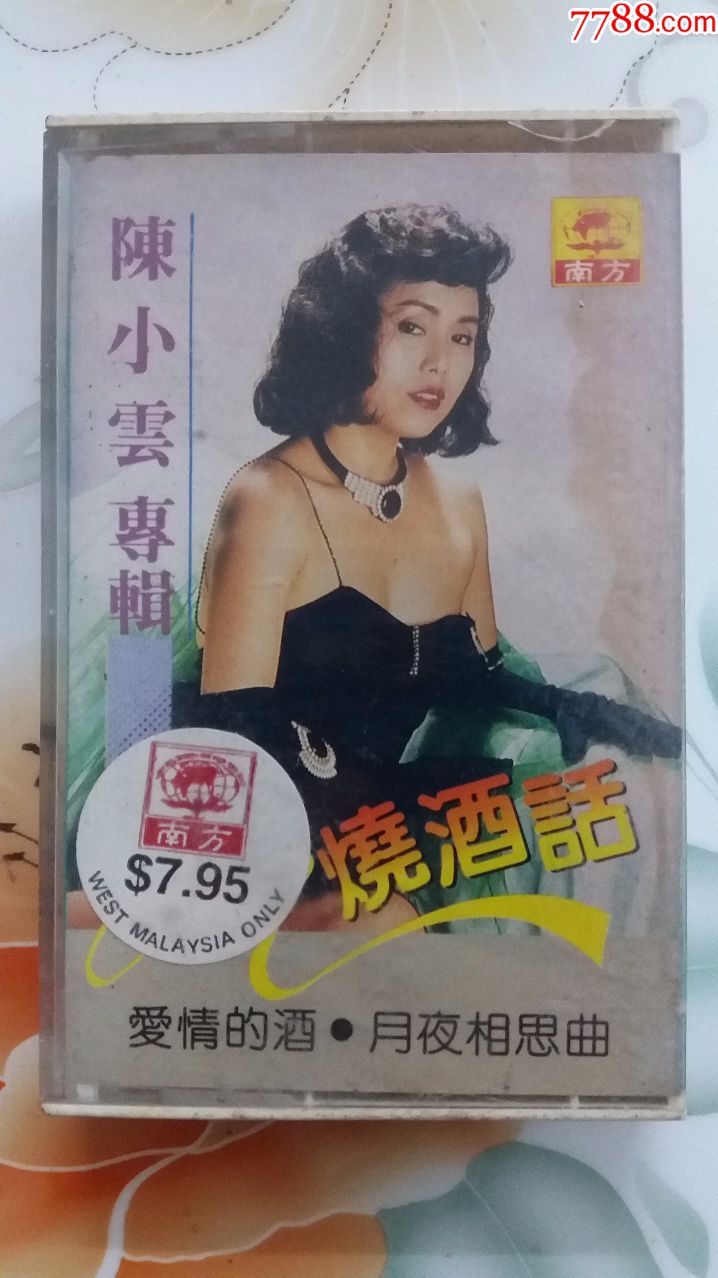 7788.com
陳小雲專輯
南方
南方
$7.95
WEST MALAYSIA ONLY
燒酒話
愛情的酒●月夜相思曲